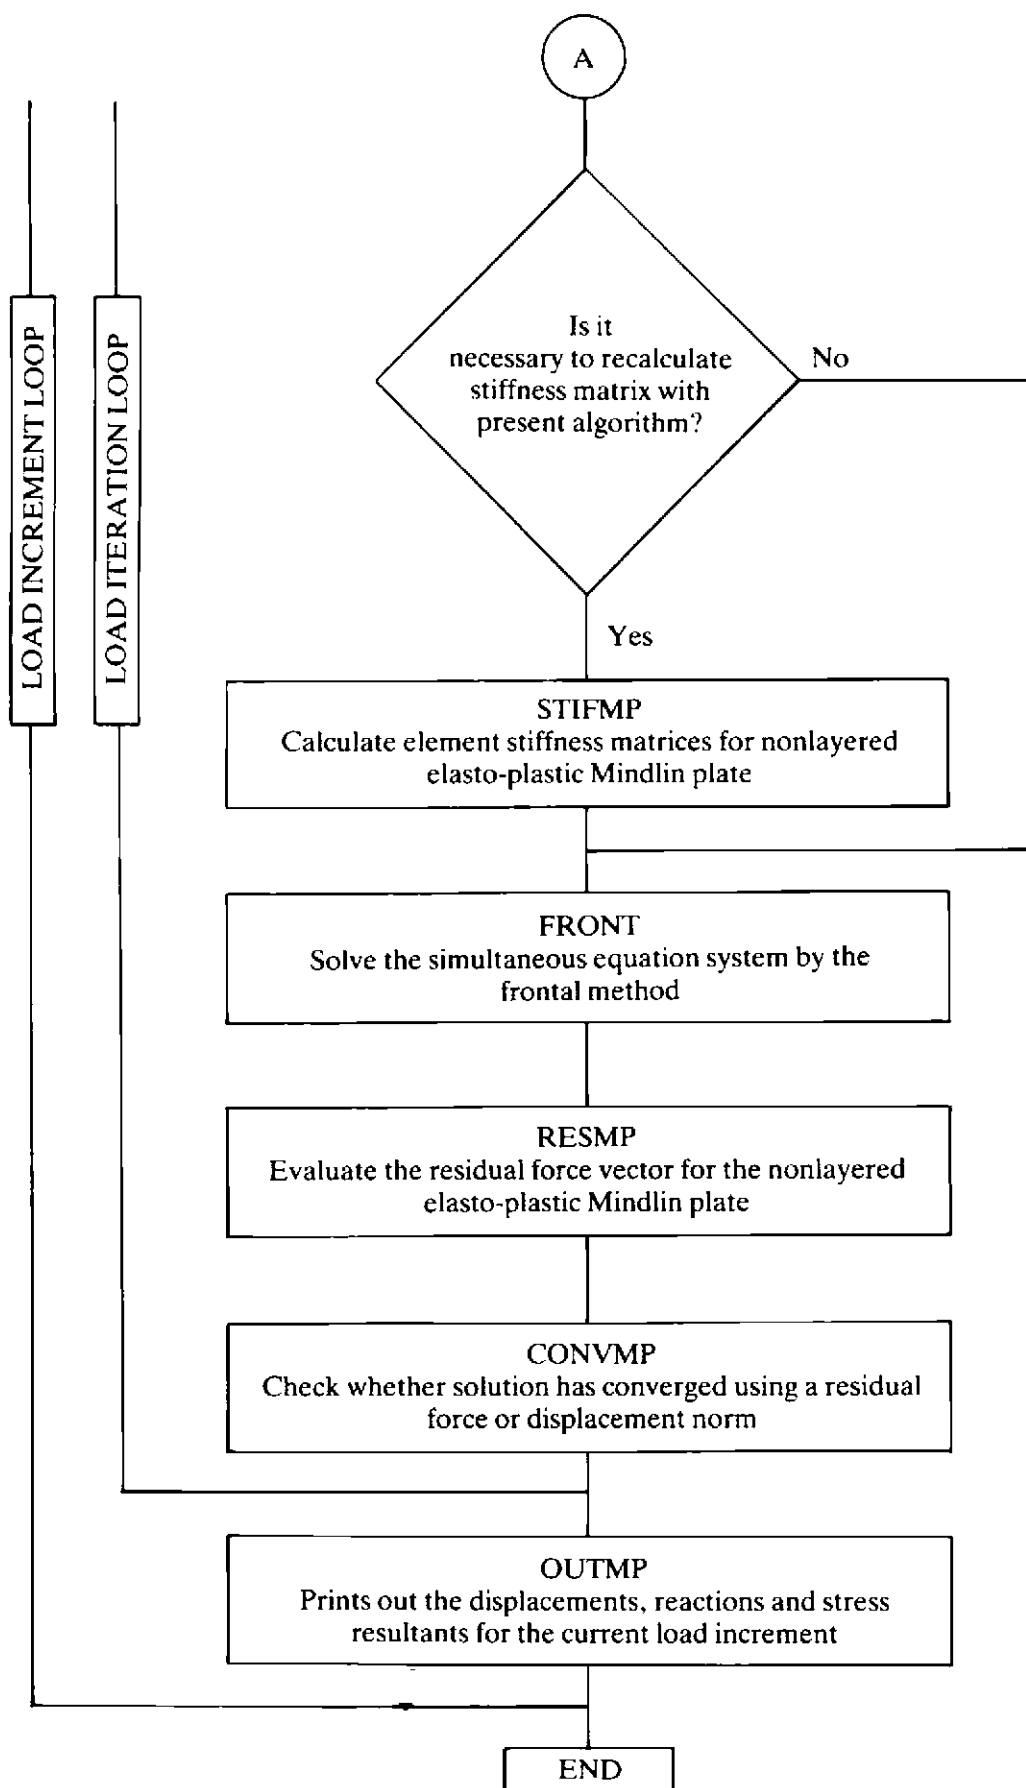 A
Is it
necessary to recalculate
stiffness matrix with
present algorithm?
No
Yes
LOAD INCREMENT LOOP
LOAD ITERATION LOOP
STIFMP
Calculate element stiffness matrices for nonlayered
elasto-plastic Mindlin plate
FRONT
Solve the simultaneous equation system by the
frontal method
RESMP
Evaluate the residual force vector for the nonlayered
elasto-plastic Mindlin plate
CONVMP
Check whether solution has converged using a residual
force or displacement norm
OUTMP
Prints out the displacements, reactions and stress
resultants for the current load increment
END